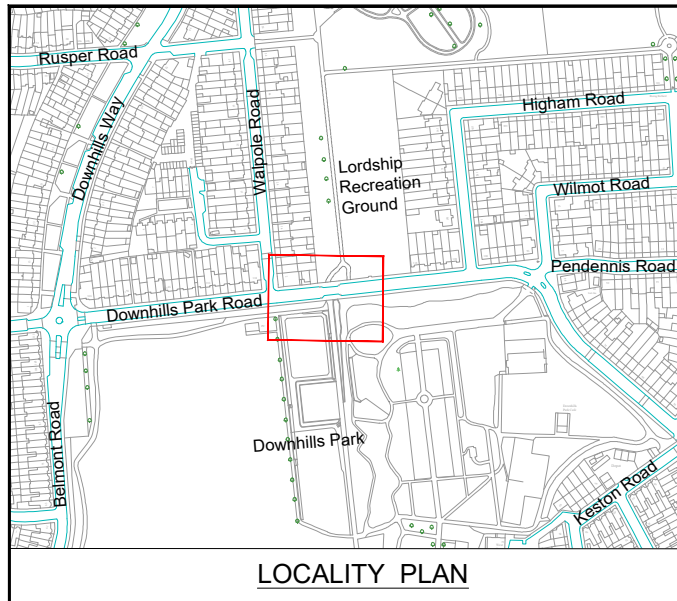 Rusper Road
Downhills Way
Walpole Road
Higham Road
Lordship
Recreation
Ground
Wilmot Road
Pendennis Road
Downhills Park Road
Belmont Road
Downhills Park
Keston Road
LOCALITY PLAN